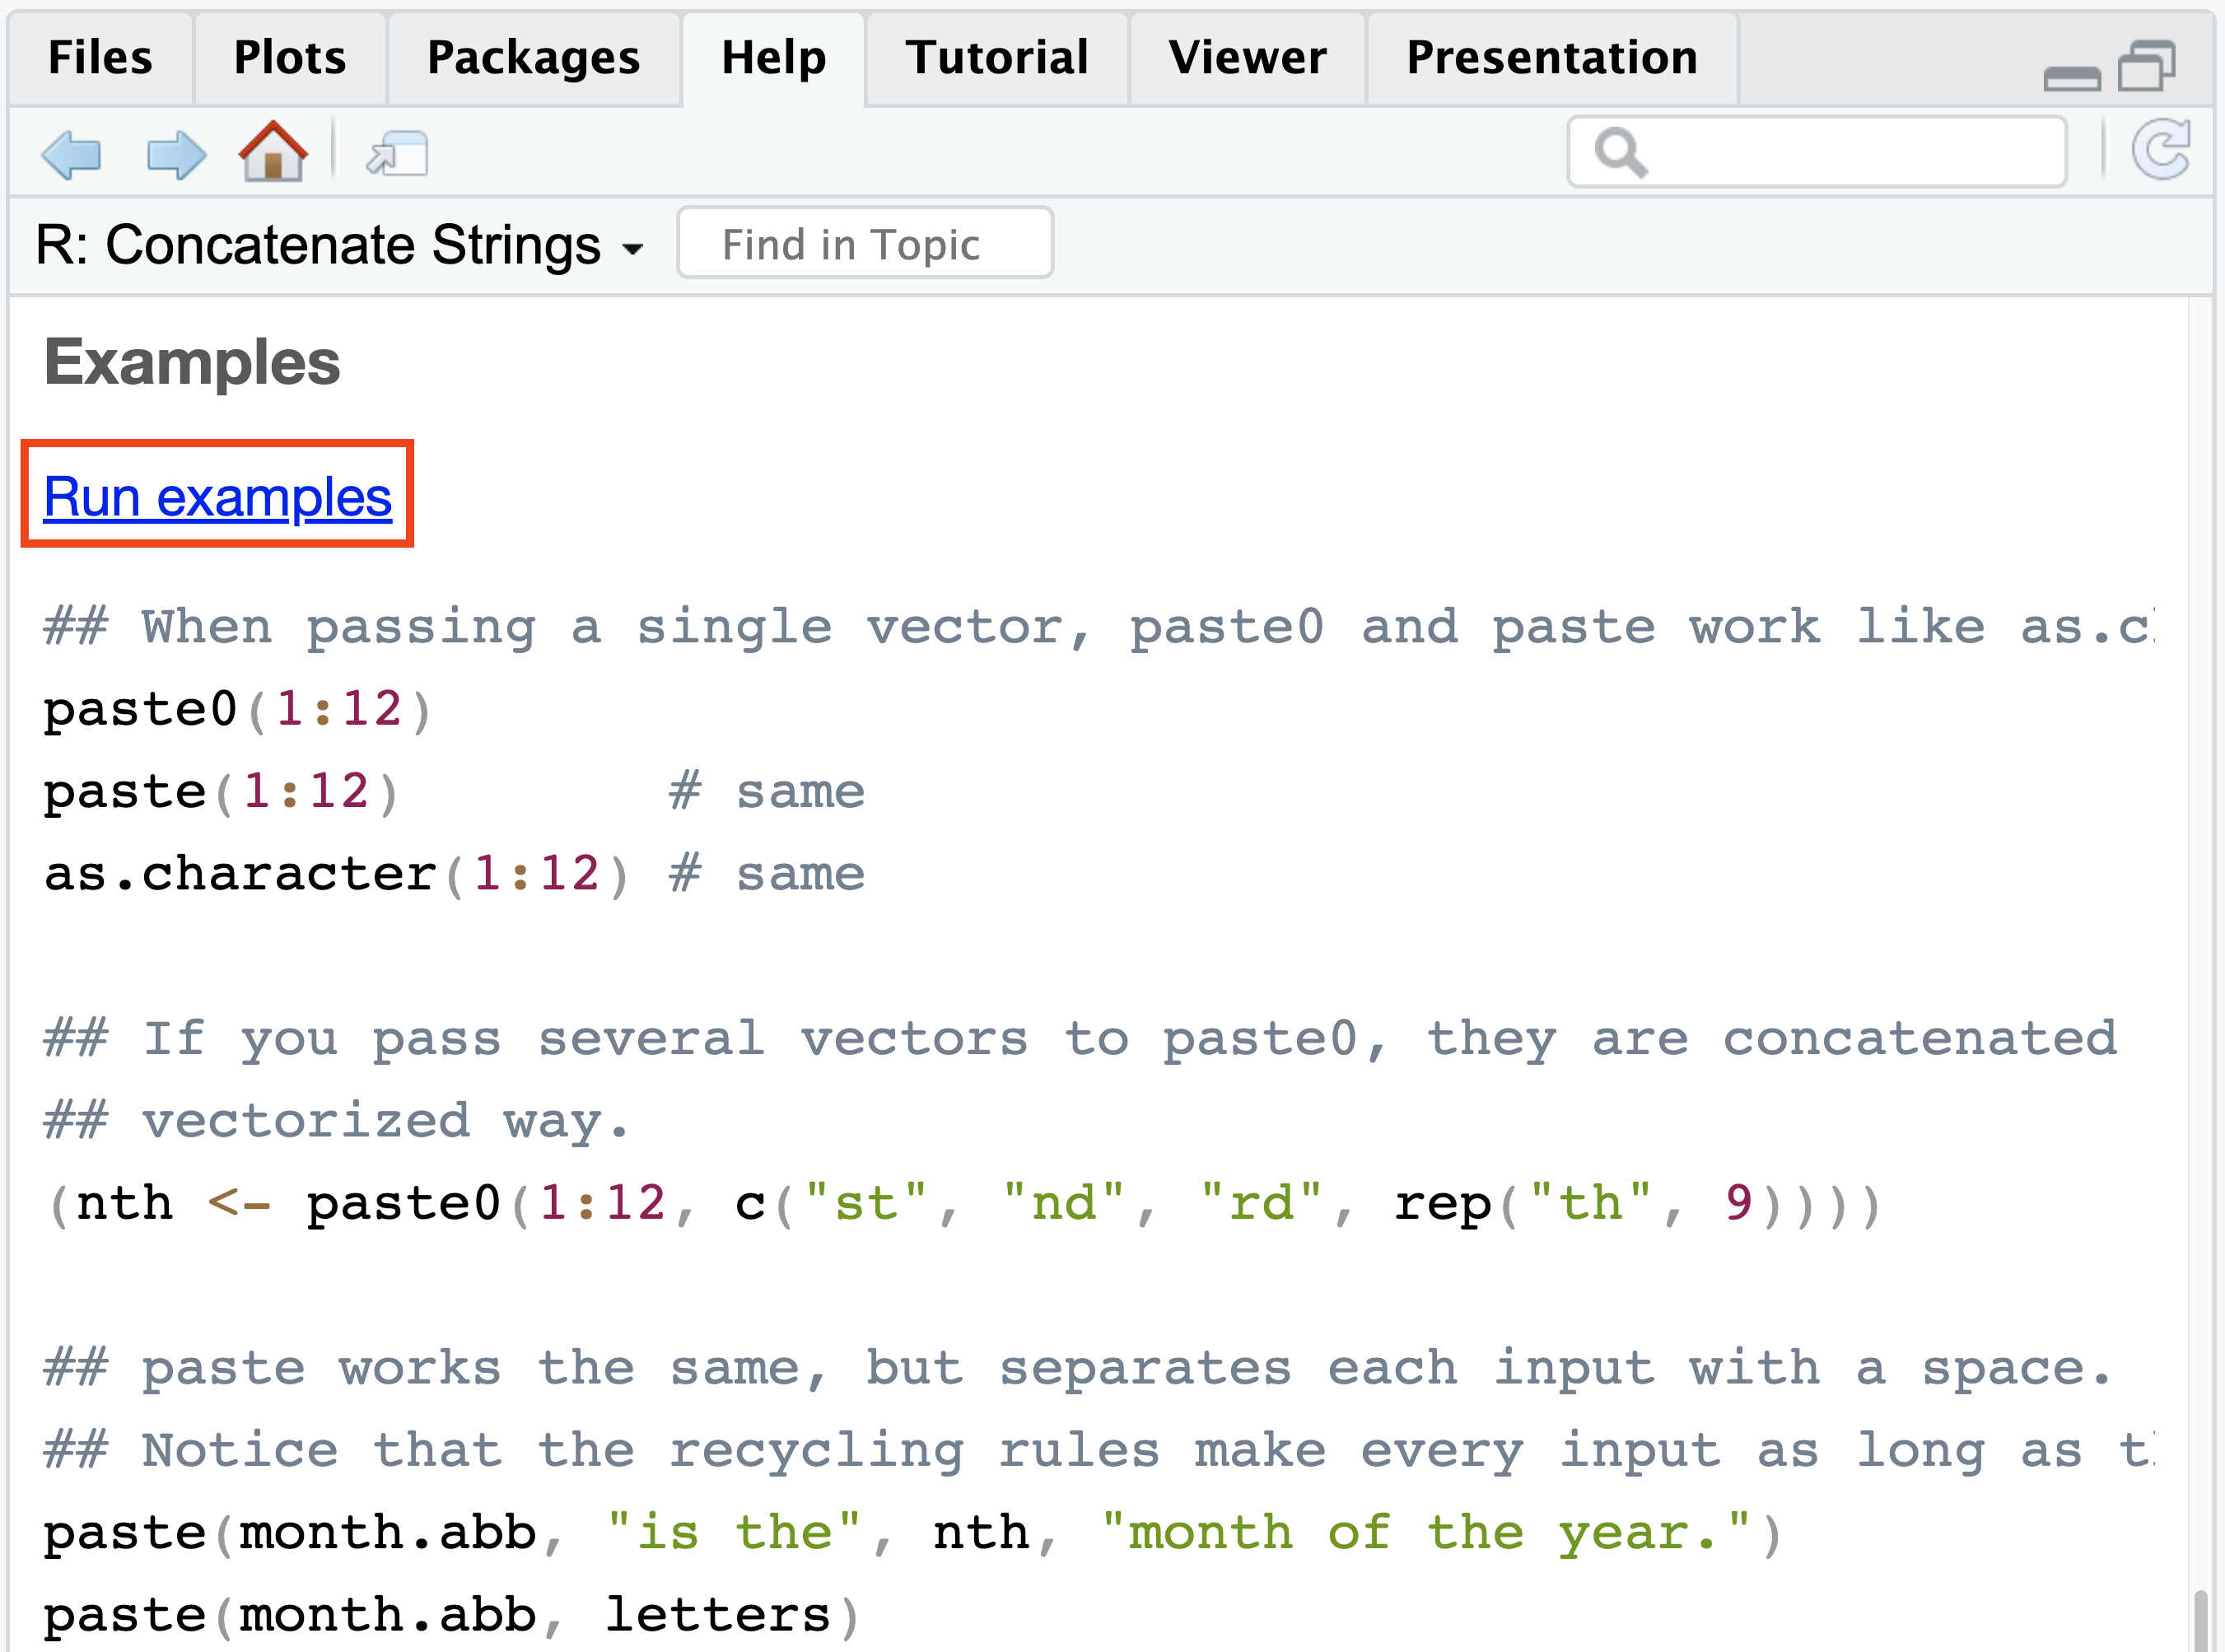 Files Plots Packages Help Tutorial Viewer Presentation
R: Concatenate Strings Find in Topic
Examples
Run examples
## When passing a single vector, paste0 and paste work like
paste0(1:12)
paste(1:12)        # same
as.character(1:12) # same
## If you pass several vectors to paste0, they are concatenated
## vectorized way.
(nth <- paste0(1:12, c("st", "nd", "rd", rep("th", 9))))
## paste works the same, but separates each input with a space.
## Notice that the recycling rules make every input as long as
paste(month.abb, "is the", nth, "month of the year.")
paste(month.abb, letters)